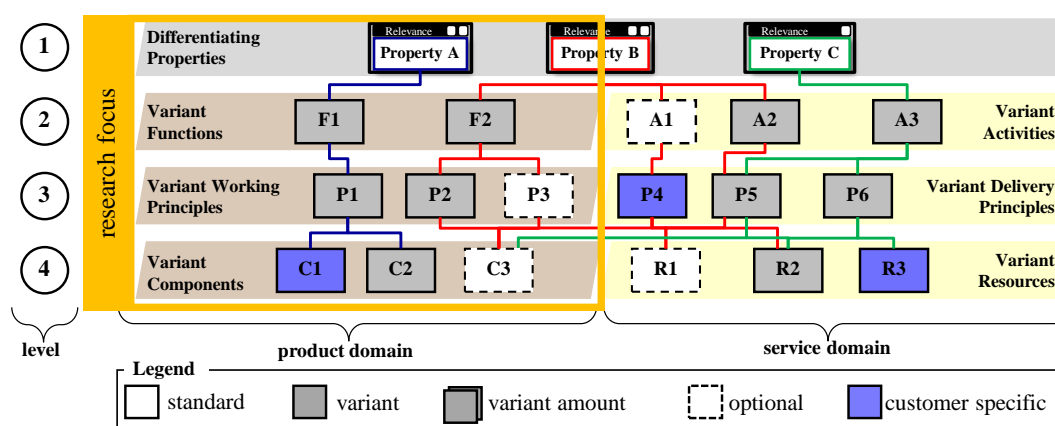 1
Differentiating
Properties
Relevance
Property A
Relevance
Property B
Relevance
Property C
research focus
2
Variant
Functions
F1
F2
A1
A2
A3
Variant
Activities
3
Variant Working
Principles
P1
P2
P3
P4
P5
P6
Variant Delivery
Principles
4
Variant
Components
C1
C2
C3
R1
R2
R3
Variant
Resources
level
product domain
service domain
Legend
standard
variant
variant amount
optional
customer specific